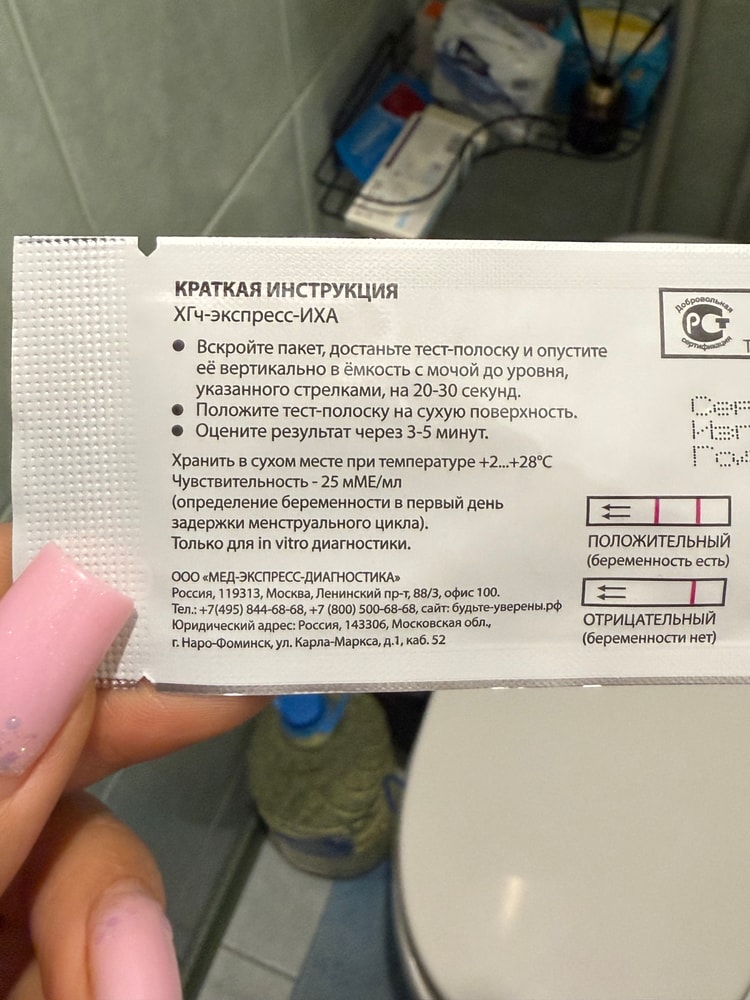 КРАТКАЯ ИНСТРУКЦИЯ
ХГч-экспресс-ИХА
● Вскройте пакет, достаньте тест-полоску и опустите
её вертикально в ёмкость с мочой до уровня,
указанного стрелками, на 20-30 секунд.
● Положите тест-полоску на сухую поверхность.
● Оцените результат через 3-5 минут.
Хранить в сухом месте при температуре +2...+28°С
Чувствительность - 25 мМЕ/мл
(определение беременности в первый день
задержки менструального цикла).
Только для in vitro диагностики.
ООО «МЕД-ЭКСПРЕСС-ДИАГНОСТИКА»
Россия, 119313, Москва, Ленинский пр-т, 88/3, офис 100.
Тел.: +7(495) 844-68-68, +7 (800) 500-68-68, сайт: будьте-уверены.рф
Юридический адрес: Россия, 143306, Московская обл.,
г. Наро-Фоминск, ул. Карла-Маркса, д.1, каб. 52
Добровольная
РСТ
сертификация
ПОЛОЖИТЕЛЬНЫЙ
(беременность есть)
ОТРИЦАТЕЛЬНЫЙ
(беременности нет)